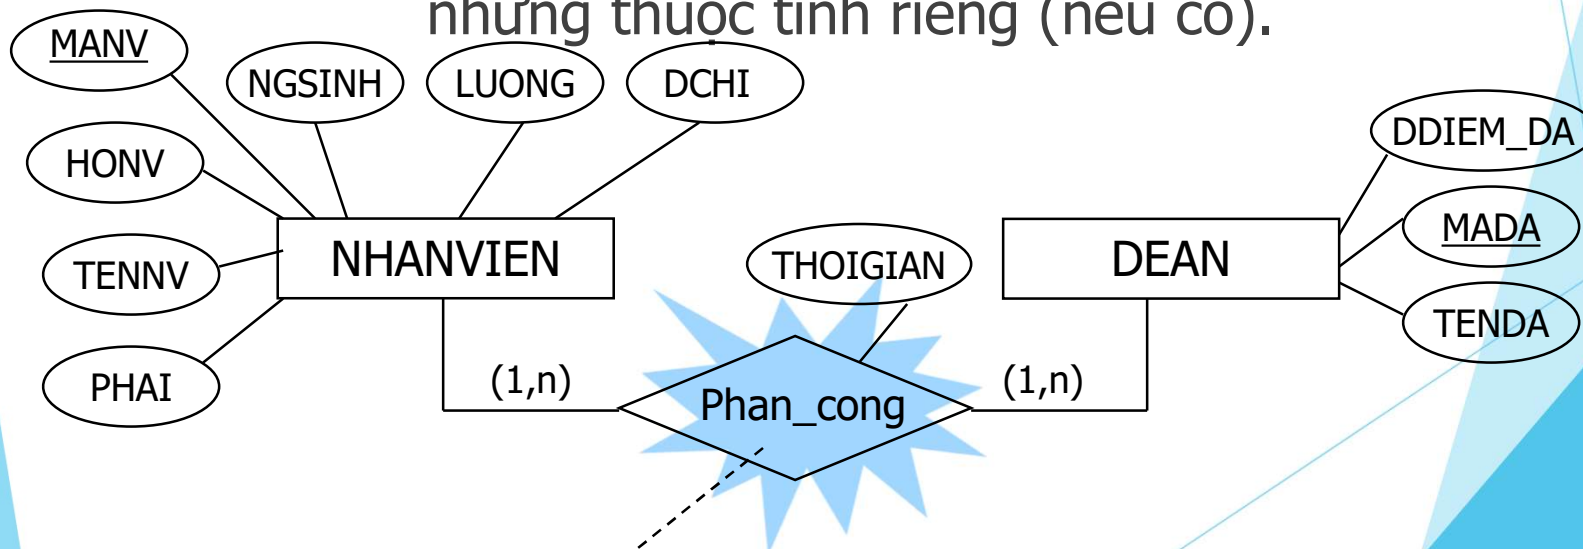 những thuộc tính riêng (nếu có).
MANV
NGSINH
LUONG
DCHI
DDIEM_DA
HONV
MADA
TENNV
NHANVIEN
THOIGIAN
DEAN
TENDA
PHAI
(1,n)
Phan_cong
(1,n)